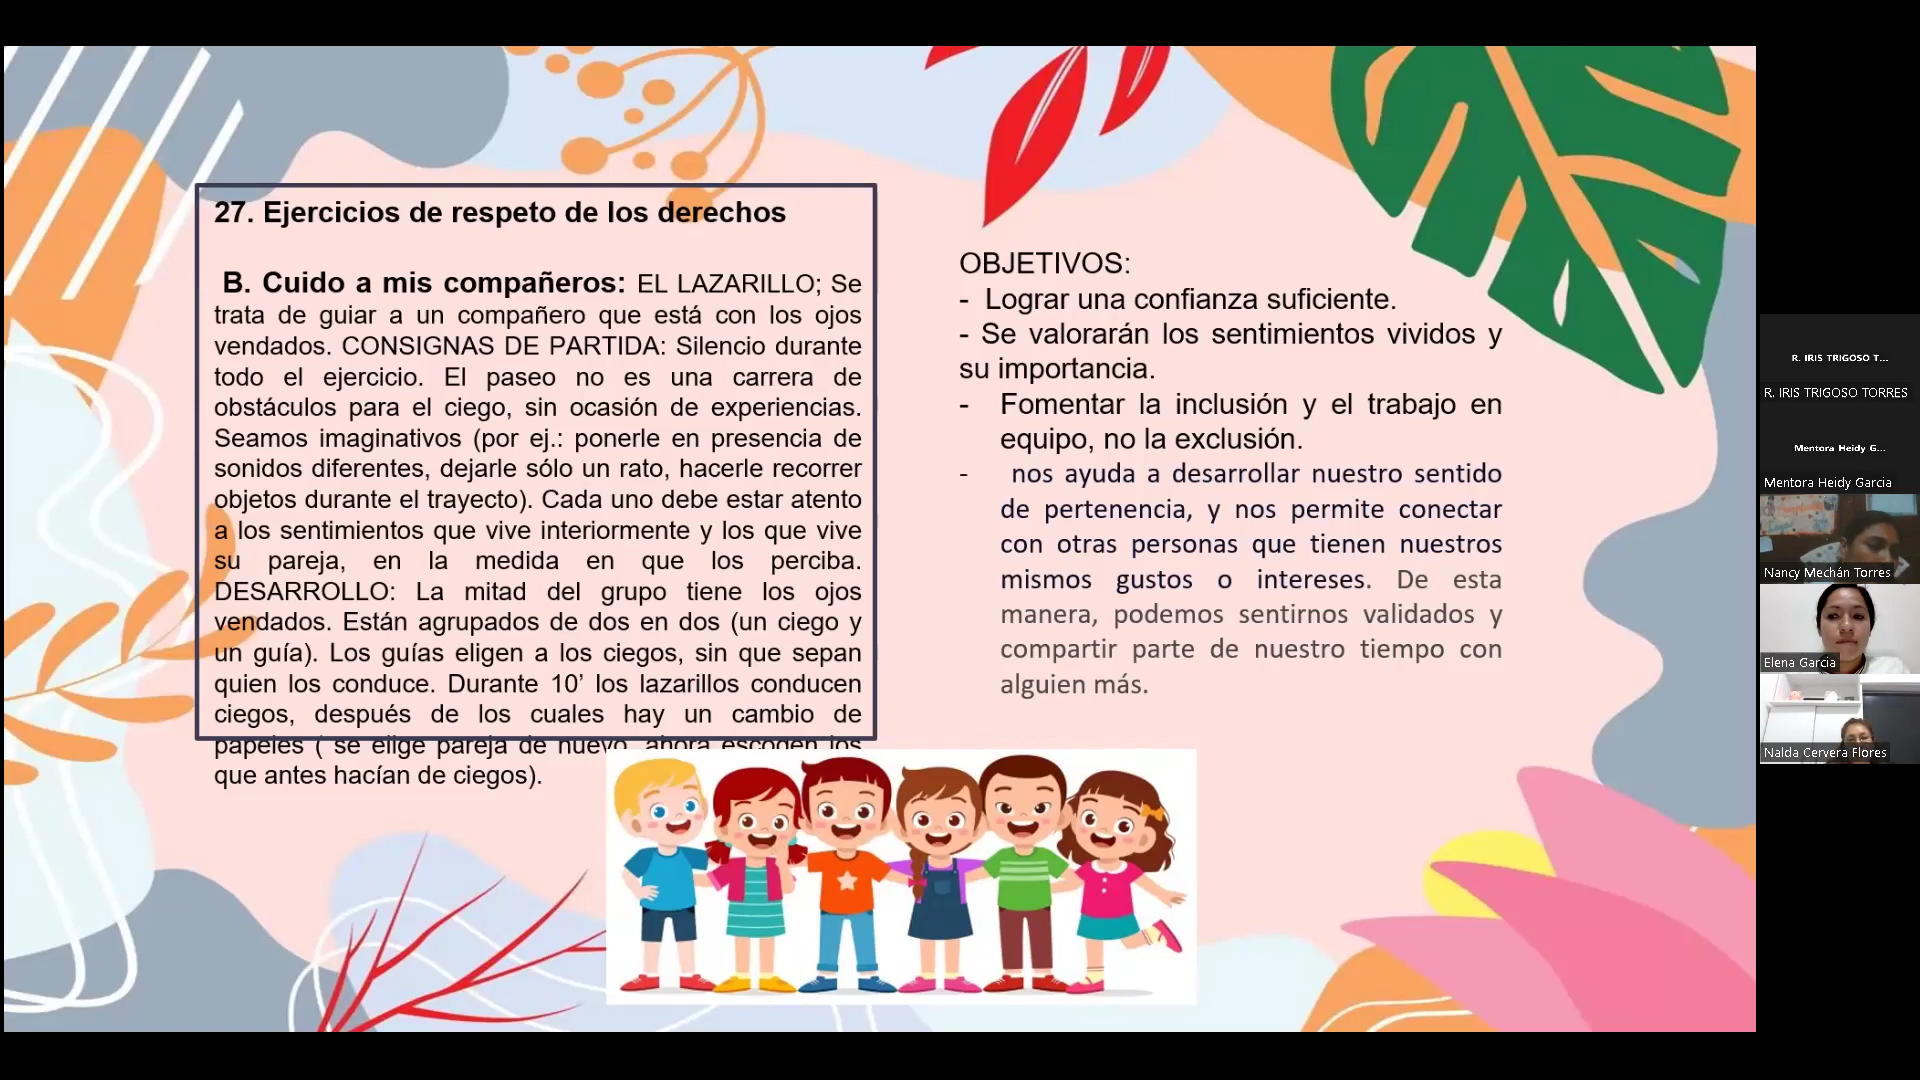 27. Ejercicios de respeto de los derechos
B. Cuido a mis compañeros: EL LAZARILLO; Se
trata de guiar a un compañero que está con los ojos
vendados. CONSIGNAS DE PARTIDA: Silencio durante
todo el ejercicio. El paseo no es una carrera de
obstáculos para el ciego, sin ocasión de experiencias.
Seamos imaginativos (por ej.: ponerle en presencia de
sonidos diferentes, dejarle sólo un rato, hacerle recorrer
objetos durante el trayecto). Cada uno debe estar atento
a los sentimientos que vive interiormente y los que vive
su pareja, en la medida en que los perciba.
DESARROLLO: La mitad del grupo tiene los ojos
vendados. Están agrupados de dos en dos (un ciego y
un guía). Los guías eligen a los ciegos, sin que sepan
quien los conduce. Durante 10’ los lazarillos conducen
ciegos, después de los cuales hay un cambio de
papeles ( se elige pareja de nuevo, ahora escogen los
que antes hacían de ciegos).
OBJETIVOS:
- Lograr una confianza suficiente.
- Se valorarán los sentimientos vividos y
su importancia.
- Fomentar la inclusión y el trabajo en
equipo, no la exclusión.
- nos ayuda a desarrollar nuestro sentido
de pertenencia, y nos permite conectar
con otras personas que tienen nuestros
mismos gustos o intereses. De esta
manera, podemos sentirnos validados y
compartir parte de nuestro tiempo con
alguien más.
R. IRIS TRIGOSO T...
R. IRIS TRIGOSO TORRES
Mentora Heidy G...
Mentora Heidy Garcia
Nancy Mechán Torres
Elena Garcia
Nalda Cervera Flores